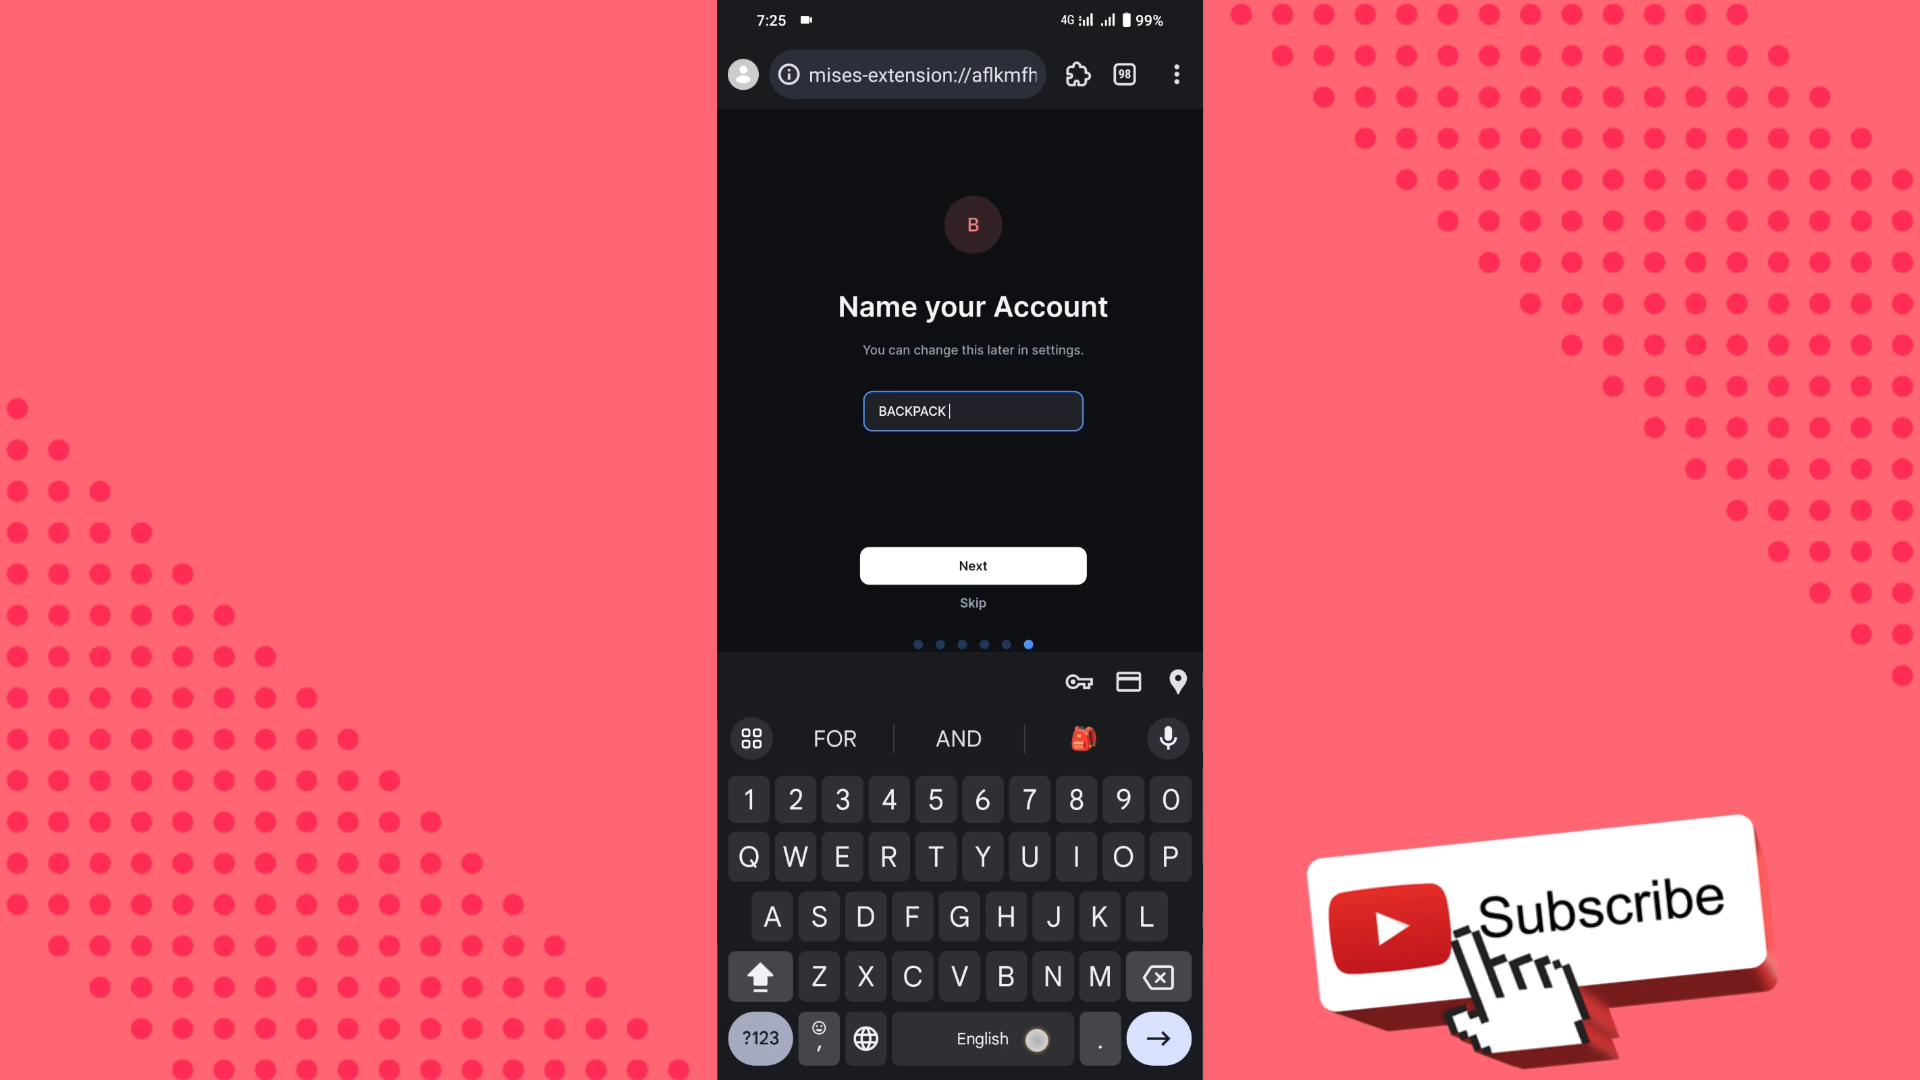 7:25
4G 99%
mises-extension://aflkmfh
98
B
Name your Account
You can change this later in settings.
BACKPACK
Next
Skip
FOR AND
1 2 3 4 5 6 7 8 9 0
Q W E R T Y U I O P
A S D F G H J K L
Z X C V B N M
?123 , English .
Subscribe